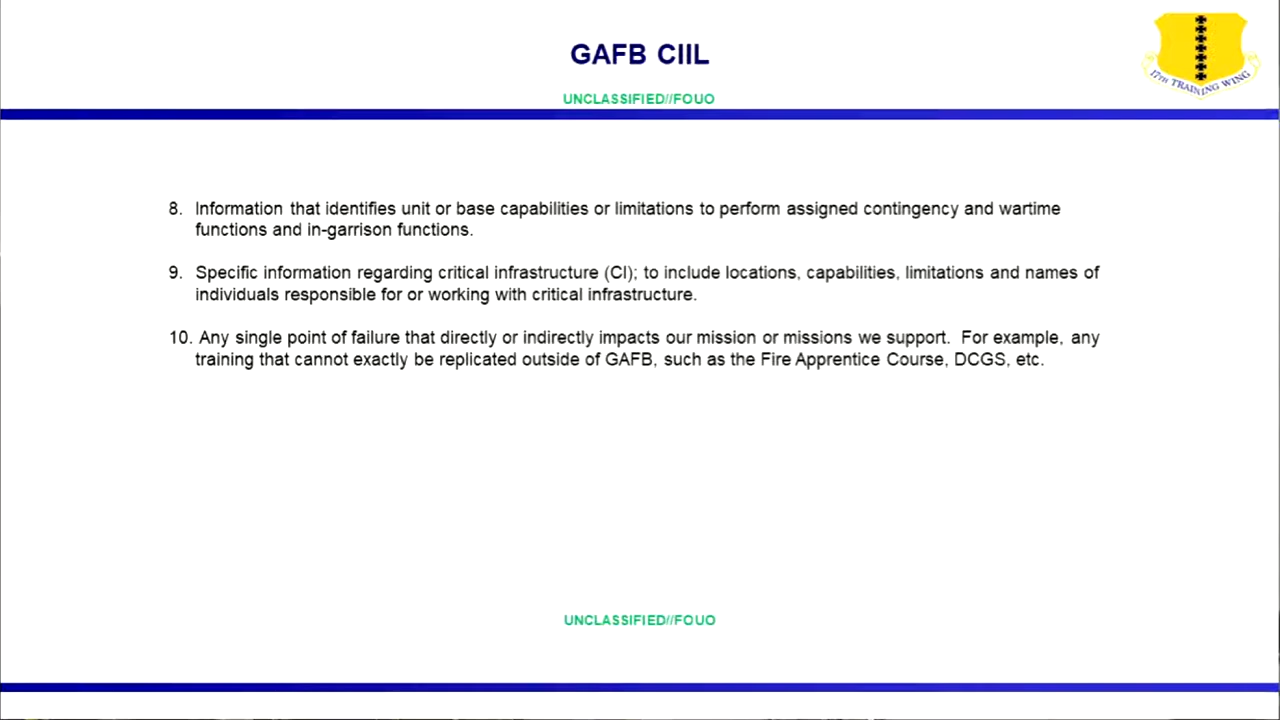 GAFB CIIL
17TH TRAINING WING
UNCLASSIFIED//FOUO
8. Information that identifies unit or base capabilities or limitations to perform assigned contingency and wartime
functions and in-garrison functions.
9. Specific information regarding critical infrastructure (CI); to include locations, capabilities, limitations and names of
individuals responsible for or working with critical infrastructure.
10. Any single point of failure that directly or indirectly impacts our mission or missions we support. For example, any
training that cannot exactly be replicated outside of GAFB, such as the Fire Apprentice Course, DCGS, etc.
UNCLASSIFIED//FOUO